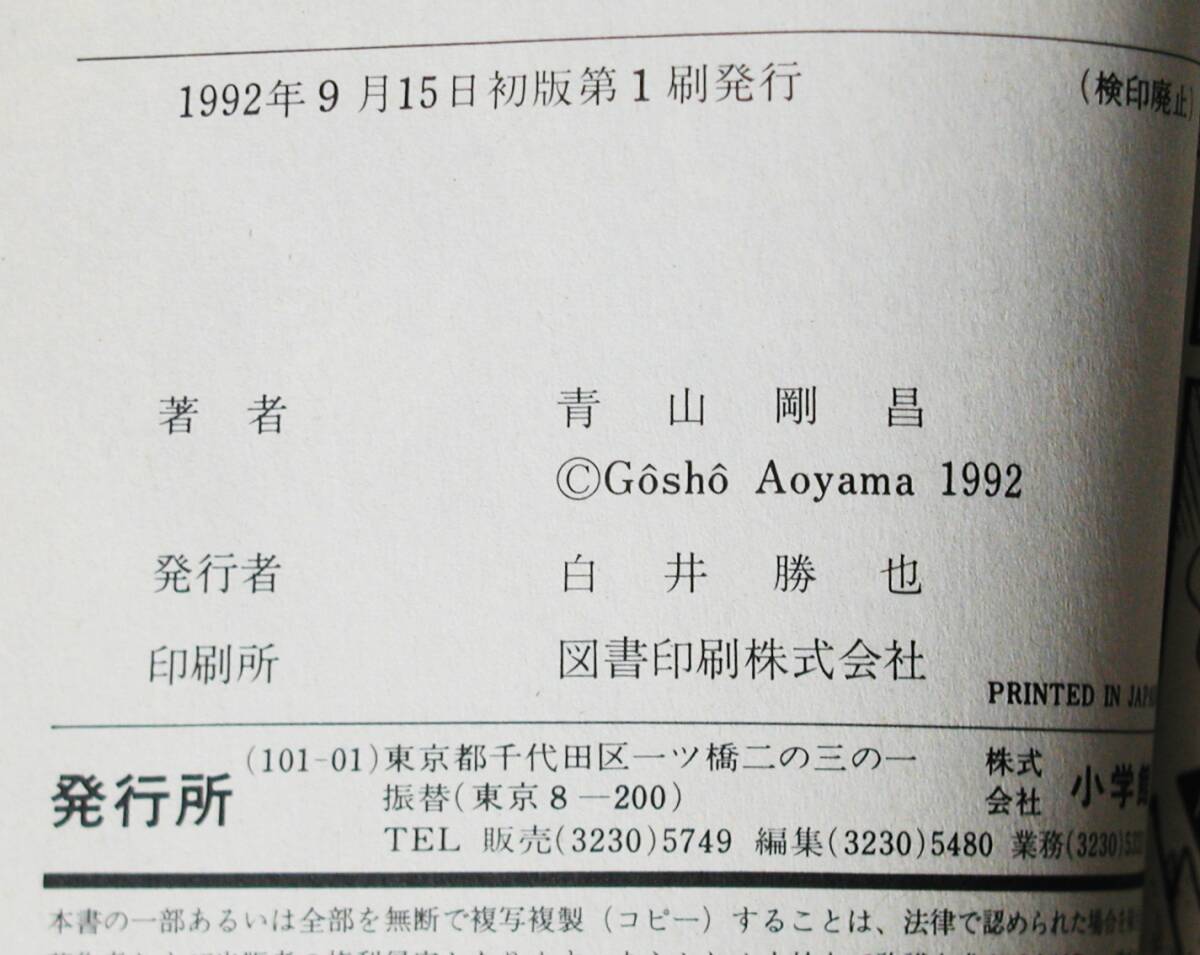 1992年9月15日初版第1刷発行
(検印廃止)
著者 青山剛昌
©Gôshô Aoyama 1992
発行者 白井勝也
印刷所 図書印刷株式会社
PRINTED IN JAPAN
発行所
(101-01)東京都千代田区一ツ橋二の三の一
振替(東京8—200)
株式会社 小学館
TEL 販売(3230)5749 編集(3230)5480 業務(3230)
本書の一部あるいは全部を無断で複写複製(コピー)することは、法律で認められた場合を